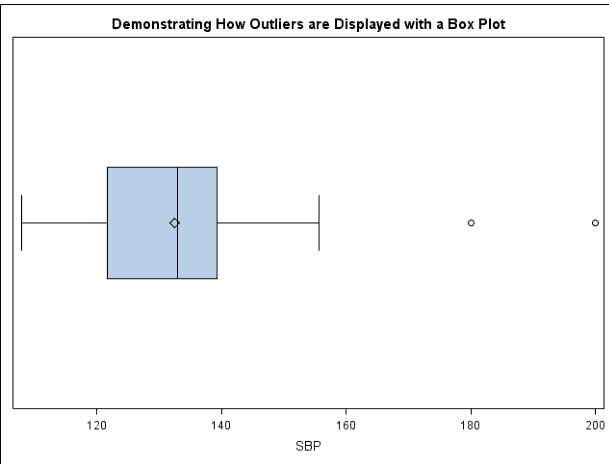 Demonstrating How Outliers are Displayed with a Box Plot
120 140 160 180 200
SBP